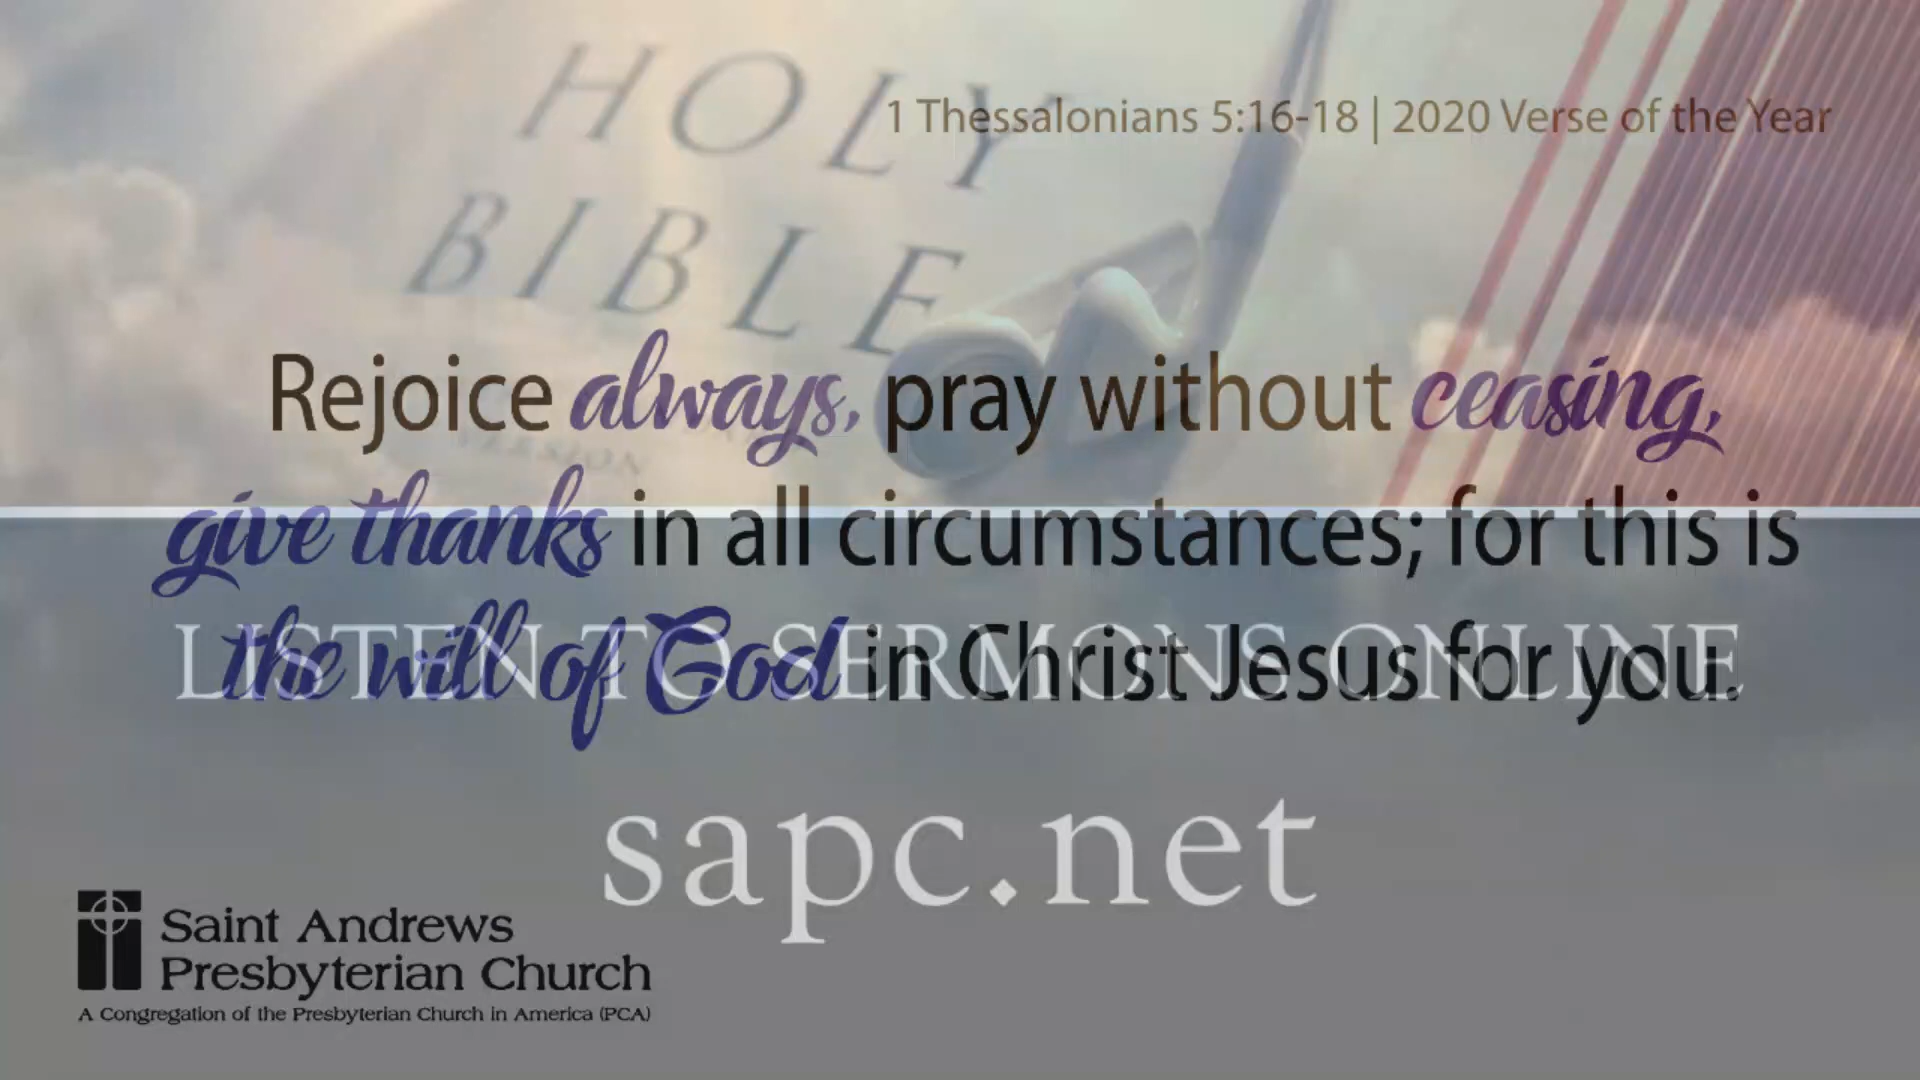 HOLY
BIBLE
1 Thessalonians 5:16-18 | 2020 Verse of the Year
VERSION
Rejoice always, pray without ceasing,
give thanks in all circumstances; for this is
the will of God in Christ Jesus for you.
LISTEN TO SERMONS ONLINE
sapc.net
Saint Andrews
Presbyterian Church
A Congregation of the Presbyterian Church in America (PCA)